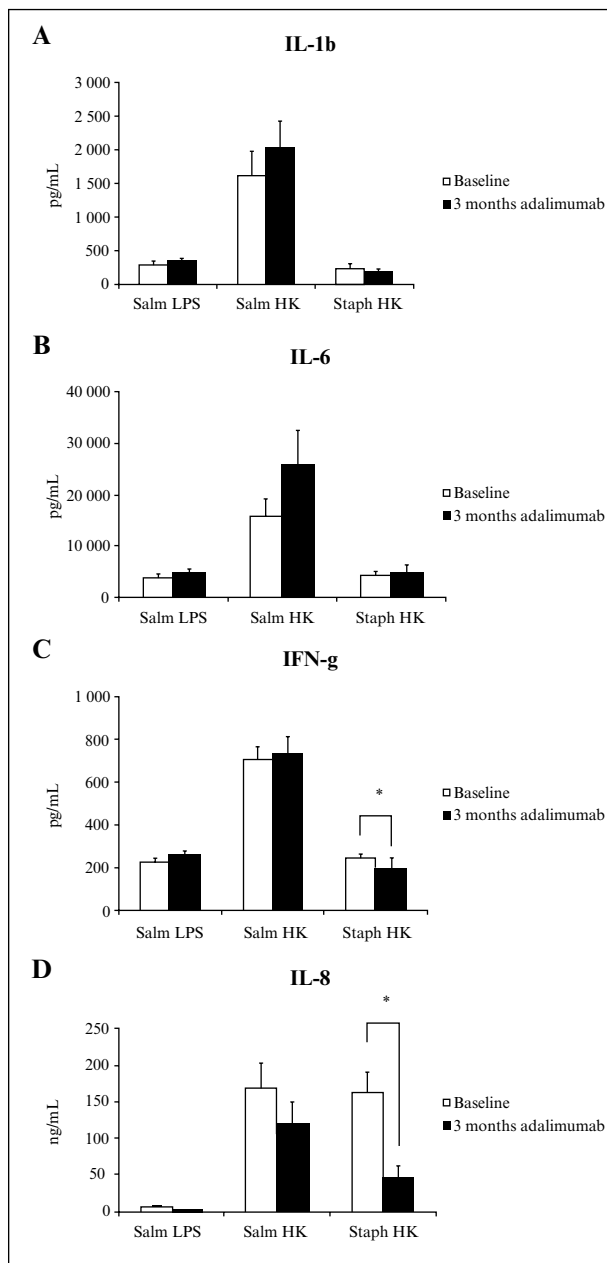 A
IL-1b
3 000
2 500
2 000
1 500
1 000
500
0
pg/mL
Salm LPS Salm HK Staph HK
Baseline
3 months adalimumab
B
IL-6
40 000
30 000
20 000
10 000
0
pg/mL
Salm LPS Salm HK Staph HK
Baseline
3 months adalimumab
C
IFN-g
1 000
800
600
400
200
0
pg/mL
*
Salm LPS Salm HK Staph HK
Baseline
3 months adalimumab
D
IL-8
250
200
150
100
50
0
ng/mL
*
Salm LPS Salm HK Staph HK
Baseline
3 months adalimumab